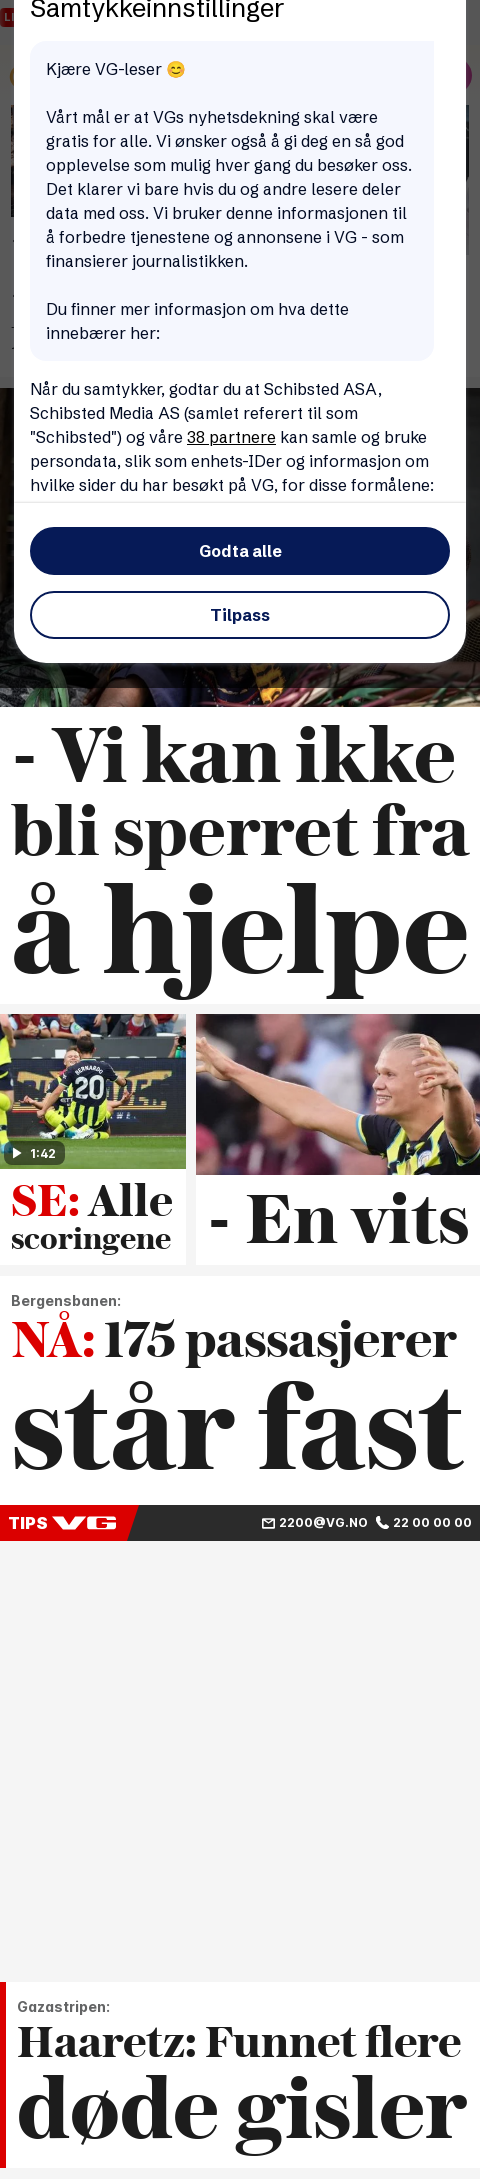 Samtykkeinnstillinger
Kjære VG-leser 😊
Vårt mål er at VGs nyhetsdekning skal være
gratis for alle. Vi ønsker også å gi deg en så god
opplevelse som mulig hver gang du besøker oss.
Det klarer vi bare hvis du og andre lesere deler
data med oss. Vi bruker denne informasjonen til
å forbedre tjenestene og annonsene i VG - som
finansierer journalistikken.
Du finner mer informasjon om hva dette
innebærer her:
Når du samtykker, godtar du at Schibsted ASA,
Schibsted Media AS (samlet referert til som
"Schibsted") og våre 38 partnere kan samle og bruke
persondata, slik som enhets-IDer og informasjon om
hvilke sider du har besøkt på VG, for disse formålene:
Godta alle
Tilpass
- Vi kan ikke
bli sperret fra
å hjelpe
BERNARDO
20
1:42
SE: Alle
scoringene
- En vits
Bergensbanen:
NÅ: 175 passasjerer
står fast
TIPS VG
2200@VG.NO 22 00 00 00
Gazastripen:
Haaretz: Funnet flere
døde gisler